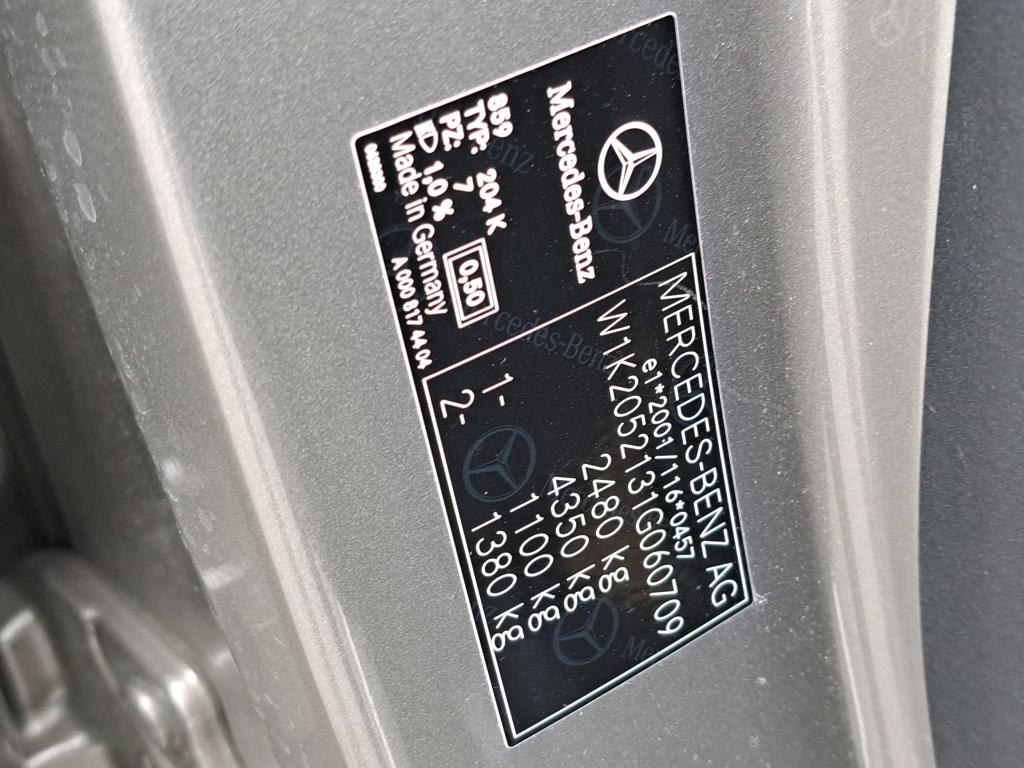 Mercedes-Benz
MERCEDES-BENZ AG
e1*2001/116*0457
W1K2052131G060709
2480 kg
4350 kg
1- 1100 kg
2- 1380 kg
859
TYP: 204 K
PZ: 7
0,50
1,0 %
Made in Germany
A 000 817 44 04